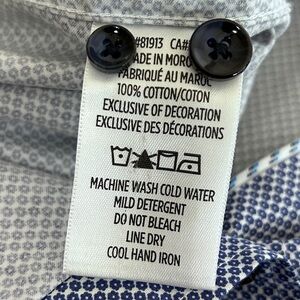 #81913 CA#
MADE IN MORO
FABRIQUÉ AU MAROC
100% COTTON/COTON
EXCLUSIVE OF DECORATION
EXCLUSIVE DES DÉCORATIONS
MACHINE WASH COLD WATER
MILD DETERGENT
DO NOT BLEACH
LINE DRY
COOL HAND IRON